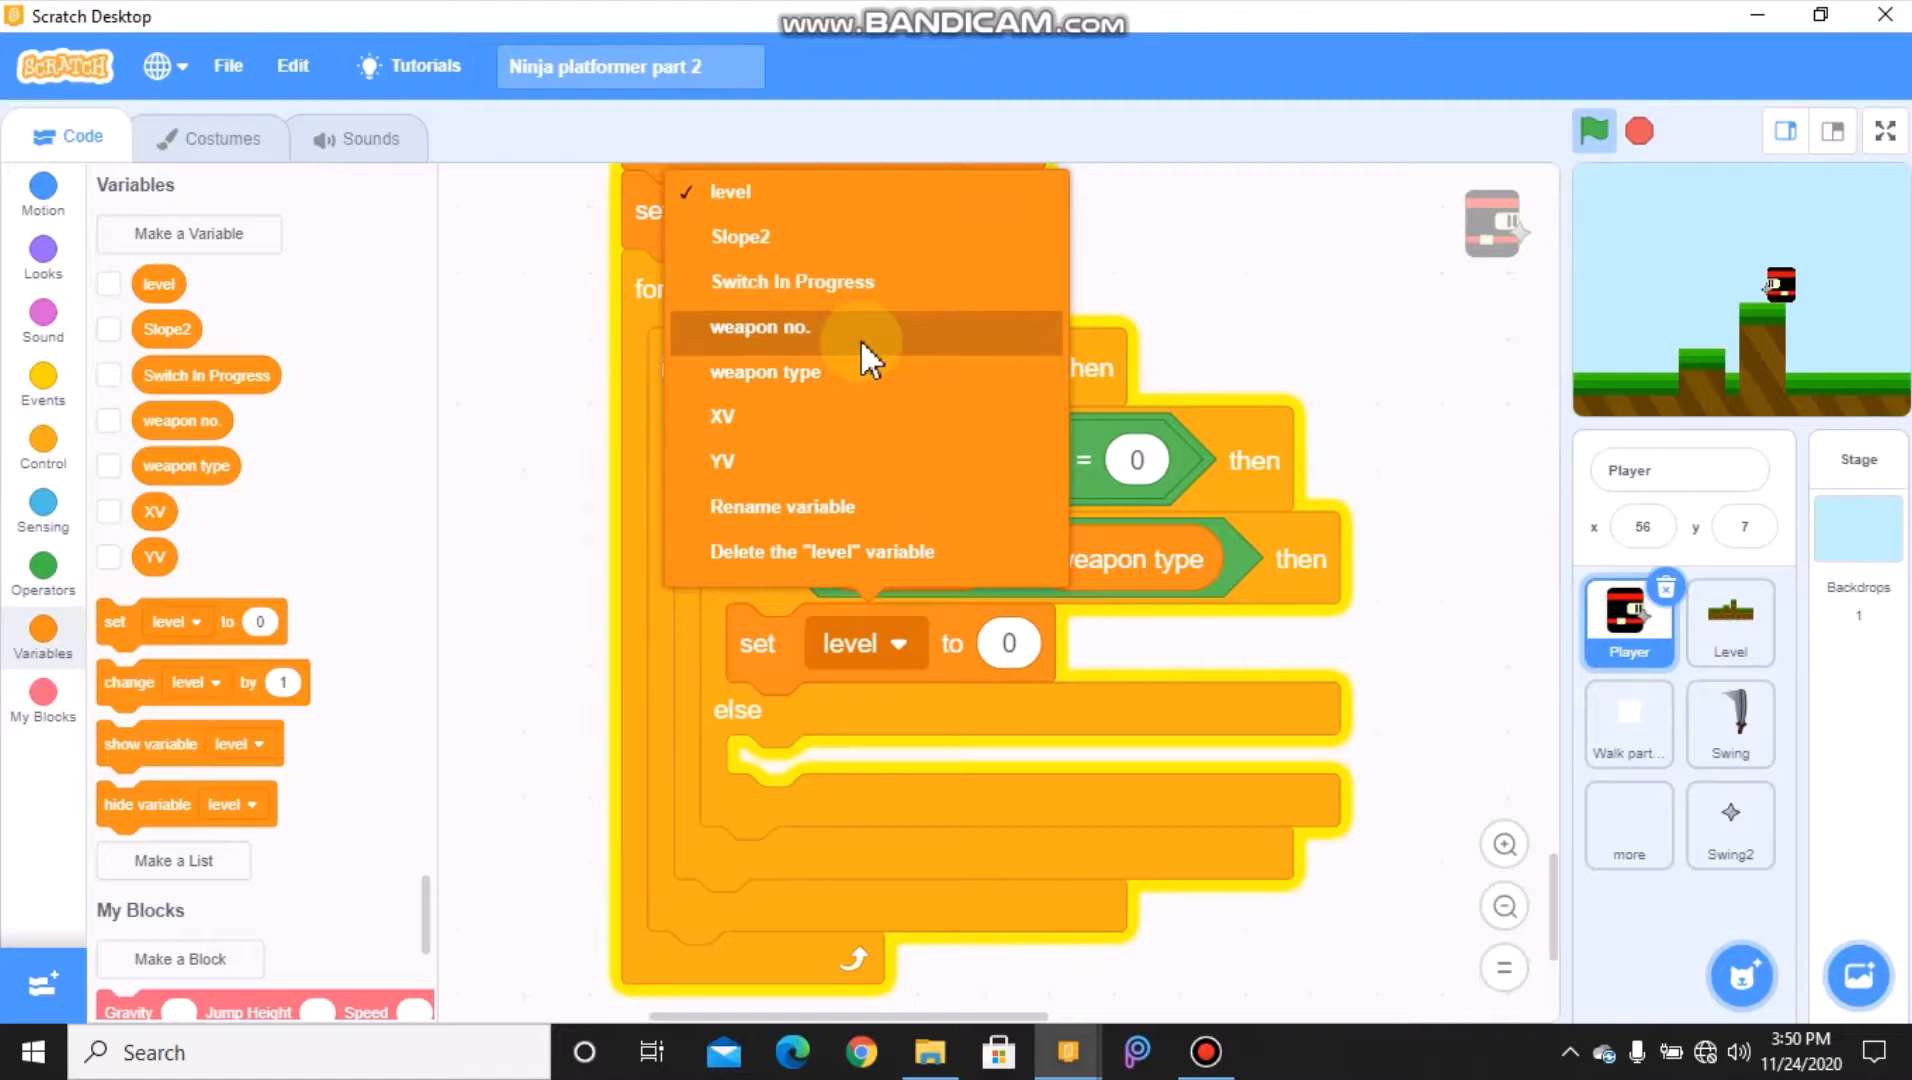 Scratch Desktop
www.BANDICAM.com
SCRATCH
File
Edit
Tutorials
Ninja platformer part 2
Code
Costumes
Sounds
Motion
Looks
Sound
Events
Control
Sensing
Operators
Variables
My Blocks
Variables
Make a Variable
level
Slope2
Switch In Progress
weapon no.
weapon type
XV
YV
set level to 0
change level by 1
show variable level
hide variable level
Make a List
My Blocks
Make a Block
Gravity Jump Height Speed
level
Slope2
Switch In Progress
weapon no.
weapon type
XV
YV
Rename variable
Delete the "level" variable
= 0 then
weapon type then
set level to 0
else
Player
x 56 y 7
Player
Level
Walk part...
Swing
more
Swing2
Stage
Backdrops
1
Search
3:50 PM
11/24/2020